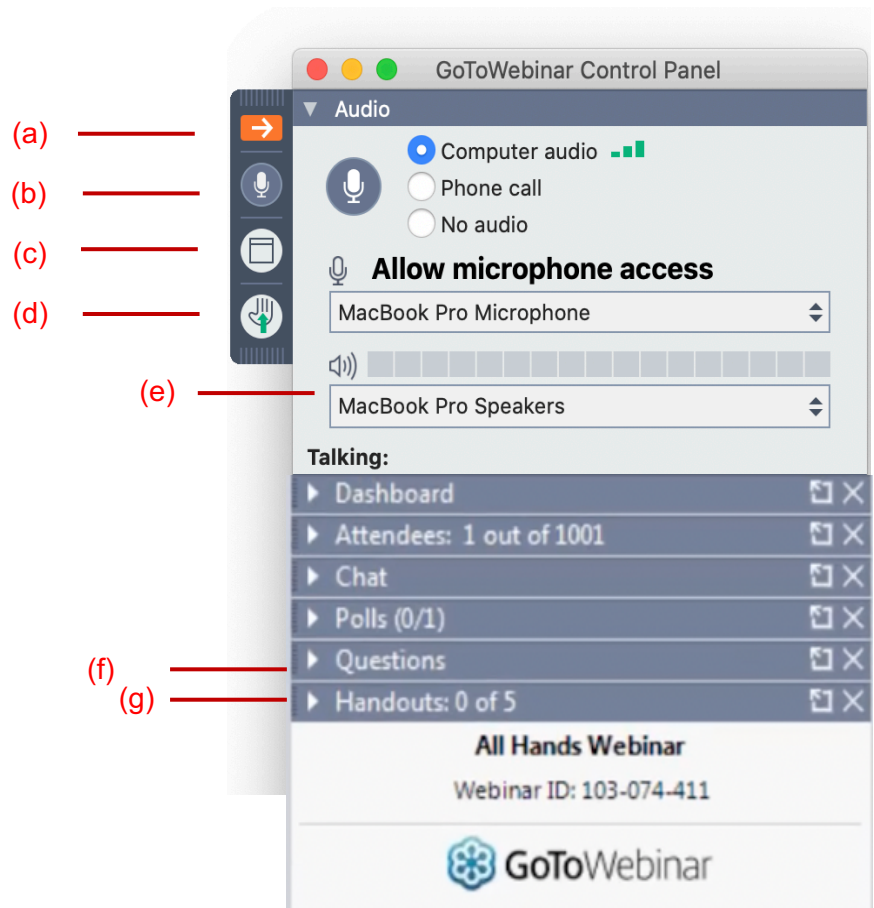 GoToWebinar Control Panel
Audio
(a)
Computer audio
(b)
Phone call
No audio
(c)
Allow microphone access
(d)
MacBook Pro Microphone
(e)
MacBook Pro Speakers
Talking:
Dashboard
Attendees: 1 out of 1001
Chat
Polls (0/1)
(f)
Questions
(g)
Handouts: 0 of 5
All Hands Webinar
Webinar ID: 103-074-411
GoToWebinar